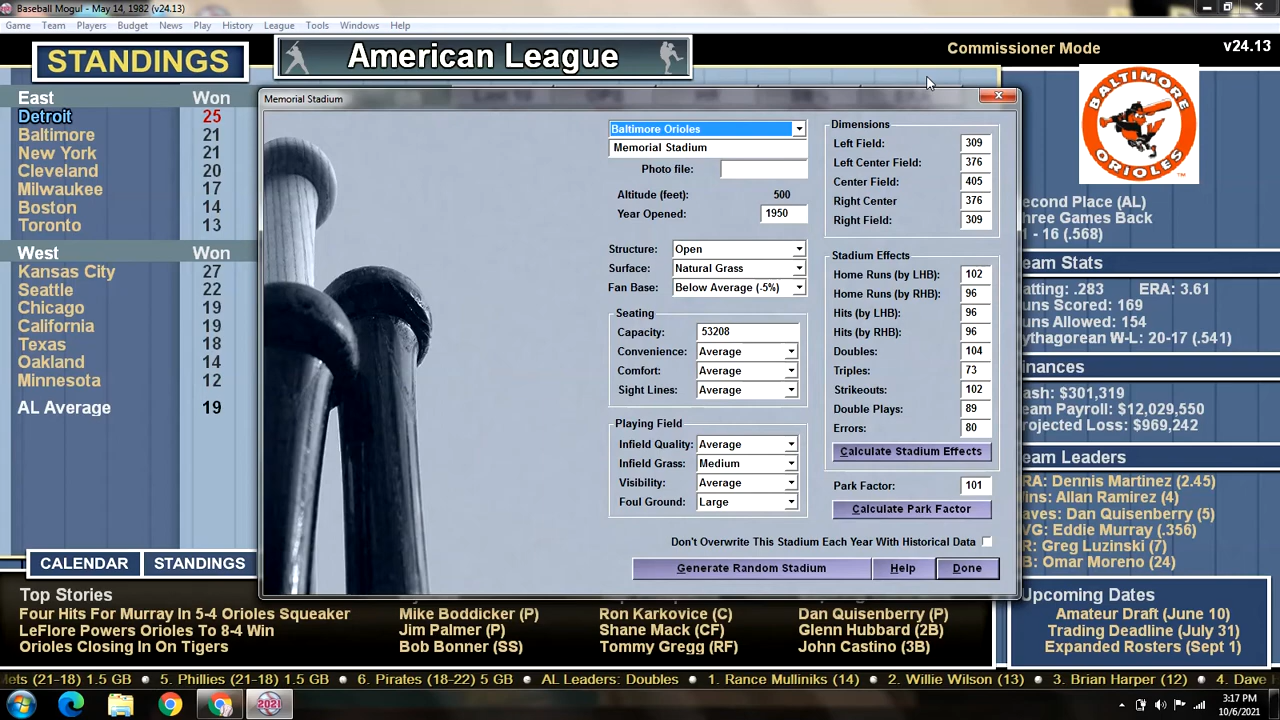 Baseball Mogul - May 14, 1982 (v24.13)
Game Team Players Budget News Play History League Tools Windows Help
STANDINGS
American League
Commissioner Mode
v24.13
East Won
Detroit 25
Baltimore 21
New York 21
Cleveland 20
Milwaukee 17
Boston 14
Toronto 13
West Won
Kansas City 27
Seattle 22
Chicago 19
California 19
Texas 18
Oakland 14
Minnesota 12
AL Average 19
CALENDAR STANDINGS
Memorial Stadium
Baltimore Orioles
Memorial Stadium
Photo file:
Altitude (feet): 500
Year Opened: 1950
Structure: Open
Surface: Natural Grass
Fan Base: Below Average (-5%)
Seating
Capacity: 53208
Convenience: Average
Comfort: Average
Sight Lines: Average
Playing Field
Infield Quality: Average
Infield Grass: Medium
Visibility: Average
Foul Ground: Large
Dimensions
Left Field: 309
Left Center Field: 376
Center Field: 405
Right Center 376
Right Field: 309
Stadium Effects
Home Runs (by LHB): 102
Home Runs (by RHB): 96
Hits (by LHB): 96
Hits (by RHB): 96
Doubles: 104
Triples: 73
Strikeouts: 102
Double Plays: 89
Errors: 80
Calculate Stadium Effects
Park Factor: 101
Calculate Park Factor
Don't Overwrite This Stadium Each Year With Historical Data
Generate Random Stadium Help Done
BALTIMORE
ORIOLES
econd Place (AL)
hree Games Back
1 - 16 (.568)
eam Stats
atting: .283 ERA: 3.61
uns Scored: 169
uns Allowed: 154
ythagorean W-L: 20-17 (.541)
inances
ash: $301,319
eam Payroll: $12,029,550
rojected Loss: $969,242
eam Leaders
RA: Dennis Martinez (2.45)
ins: Allan Ramirez (4)
aves: Dan Quisenberry (5)
VG: Eddie Murray (.356)
R: Greg Luzinski (7)
B: Omar Moreno (24)
Top Stories
Four Hits For Murray In 5-4 Orioles Squeaker
LeFlore Powers Orioles To 8-4 Win
Orioles Closing In On Tigers
Mike Boddicker (P)
Jim Palmer (P)
Bob Bonner (SS)
Ron Karkovice (C)
Shane Mack (CF)
Tommy Gregg (RF)
Dan Quisenberry (P)
Glenn Hubbard (2B)
John Castino (3B)
Upcoming Dates
Amateur Draft (June 10)
Trading Deadline (July 31)
Expanded Rosters (Sept 1)
Mets (21-18) 1.5 GB • 5. Phillies (21-18) 1.5 GB • 6. Pirates (18-22) 5 GB • AL Leaders: Doubles • 1. Rance Mulliniks (14) • 2. Willie Wilson (13) • 3. Brian Harper (12) • 4. Dave
2021
3:17 PM
10/6/2021